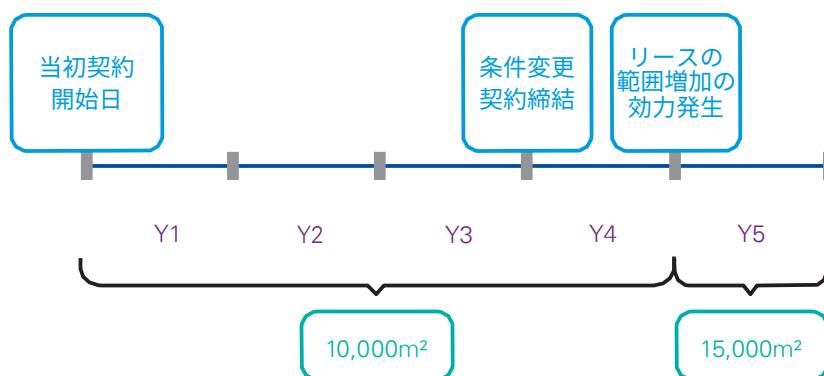 当初契約
開始日
条件変更
契約締結
リースの
範囲増加の
効力発生
Y1
Y2
Y3
Y4
Y5
10,000m²
15,000m²